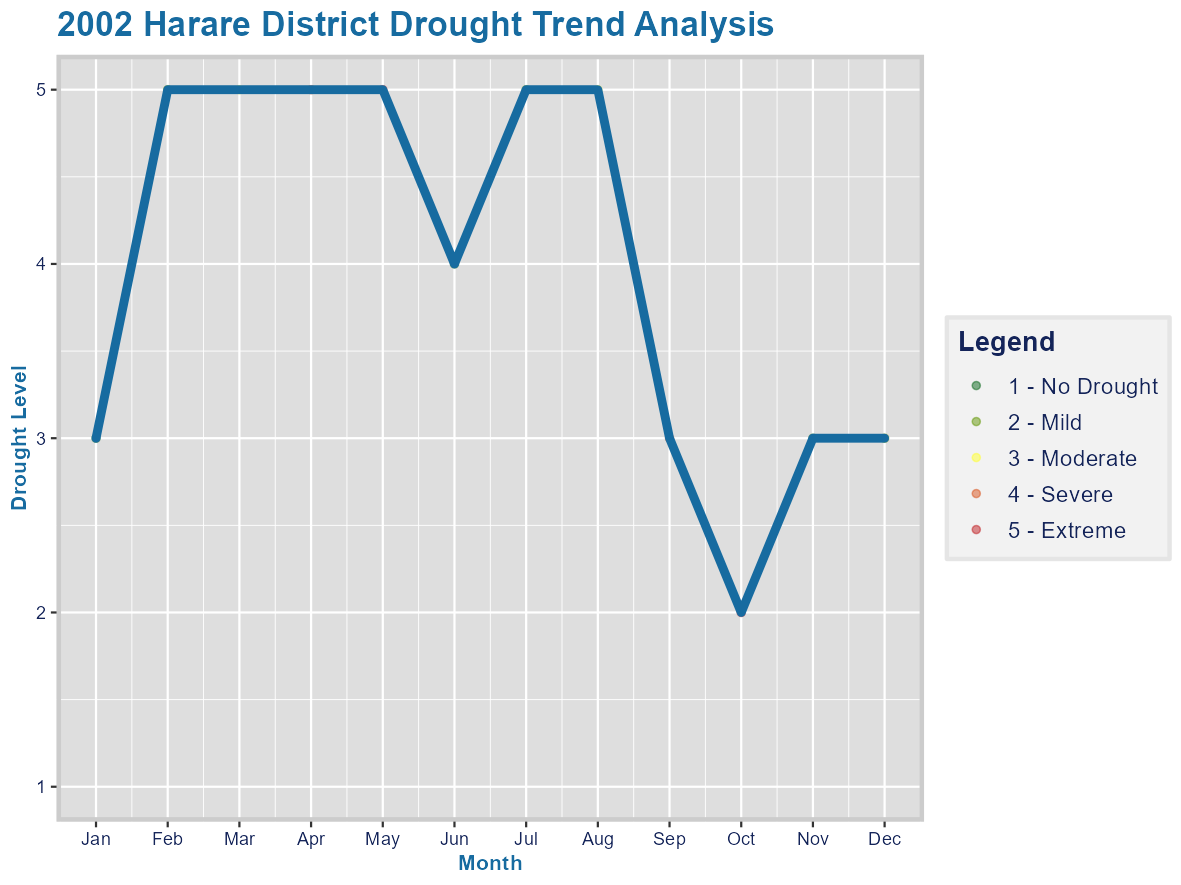 2002 Harare District Drought Trend Analysis
5
4
3
2
1
Drought Level
Jan Feb Mar Apr May Jun Jul Aug Sep Oct Nov Dec
Month
Legend
1 - No Drought
2 - Mild
3 - Moderate
4 - Severe
5 - Extreme